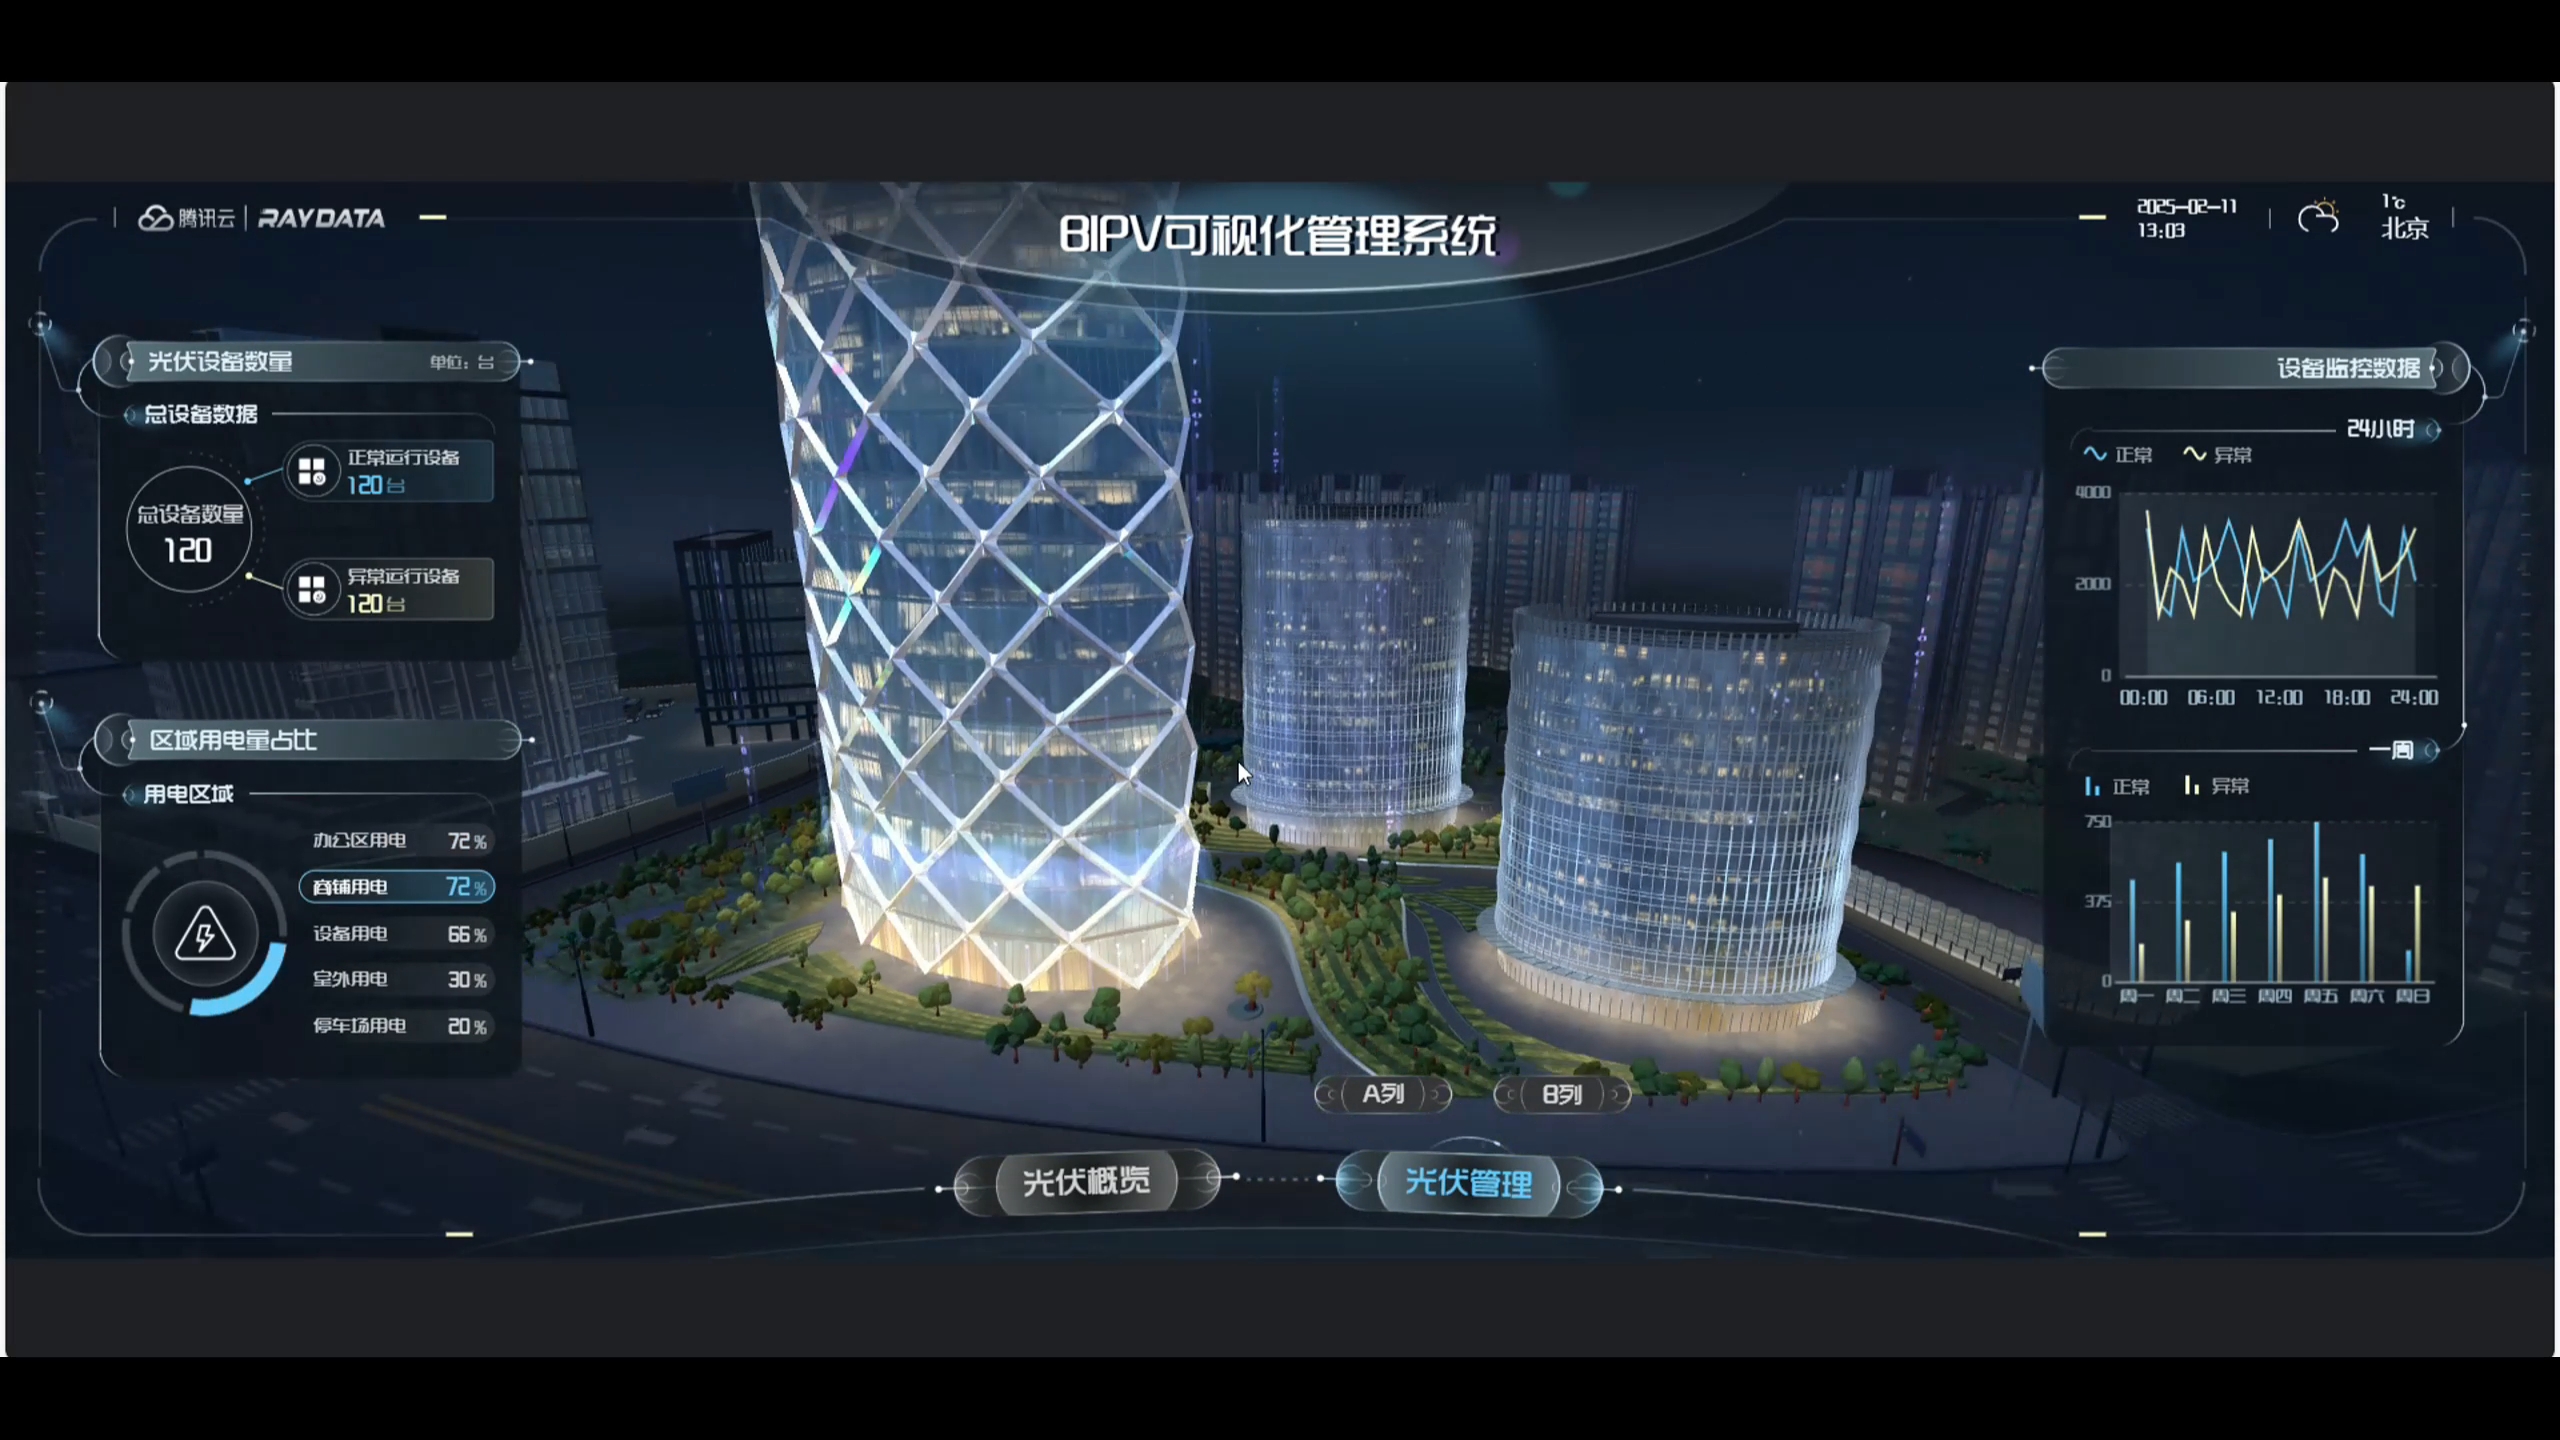 腾讯云 RAYDATA
BIPV可视化管理系统
2025-02-11
13:03
1℃
北京
光伏设备数量 单位：台
总设备数据
总设备数量
120
正常运行设备
120台
异常运行设备
120台
区域用电量占比
用电区域
办公区用电 72%
商铺用电 72%
设备用电 66%
室外用电 30%
停车场用电 20%
设备监控数据
24小时
正常 异常
4000
2000
0
00:00 06:00 12:00 18:00 24:00
一周
正常 异常
750
375
0
周一 周二 周三 周四 周五 周六 周日
A列 B列
光伏概览 光伏管理